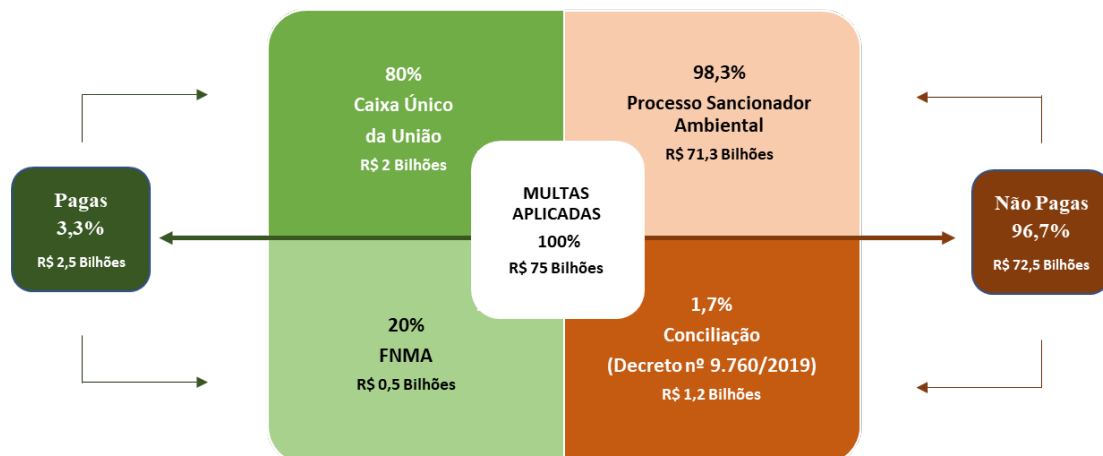 80%
Caixa Único
da União
R$ 2 Bilhões
98,3%
Processo Sancionador
Ambiental
R$ 71,3 Bilhões
Pagas
3,3%
R$ 2,5 Bilhões
MULTAS
APLICADAS
100%
R$ 75 Bilhões
Não Pagas
96,7%
R$ 72,5 Bilhões
20%
FNMA
R$ 0,5 Bilhões
1,7%
Conciliação
(Decreto nº 9.760/2019)
R$ 1,2 Bilhões